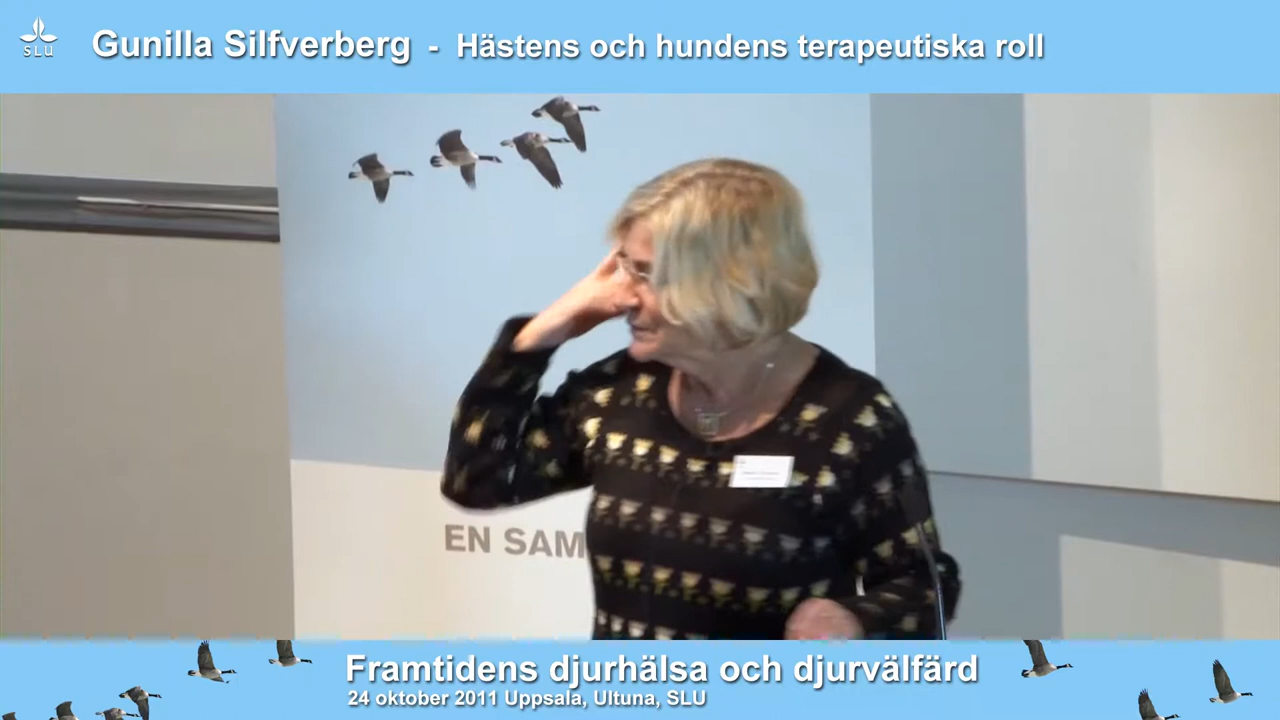 SLU
Gunilla Silfverberg - Hästens och hundens terapeutiska roll
EN SAM
Framtidens djurhälsa och djurvälfärd
24 oktober 2011 Uppsala, Ultuna, SLU